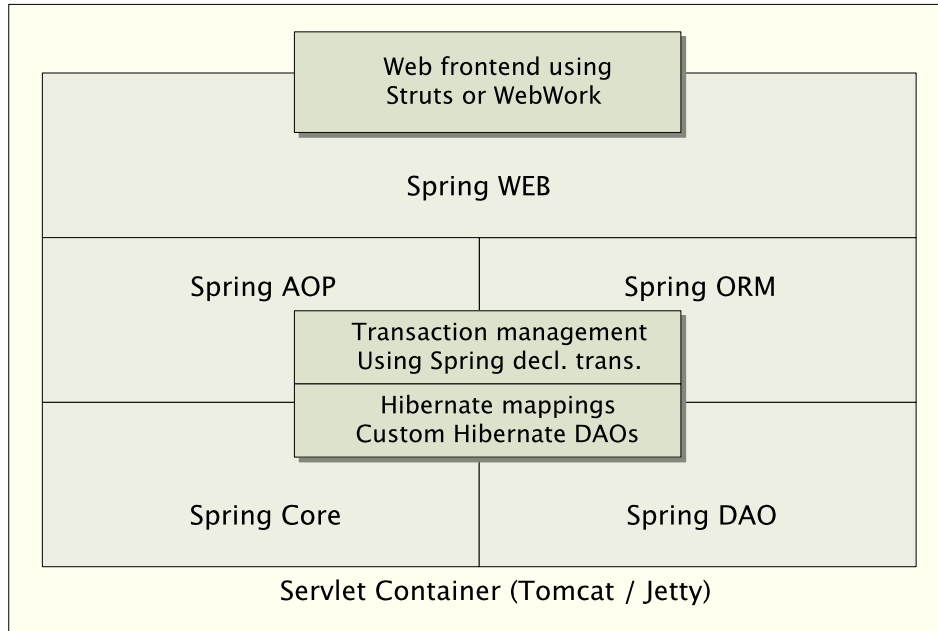 Web frontend using
Struts or WebWork
Spring WEB
Spring AOP
Spring ORM
Transaction management
Using Spring decl. trans.
Hibernate mappings
Custom Hibernate DAOs
Spring Core
Spring DAO
Servlet Container (Tomcat / Jetty)